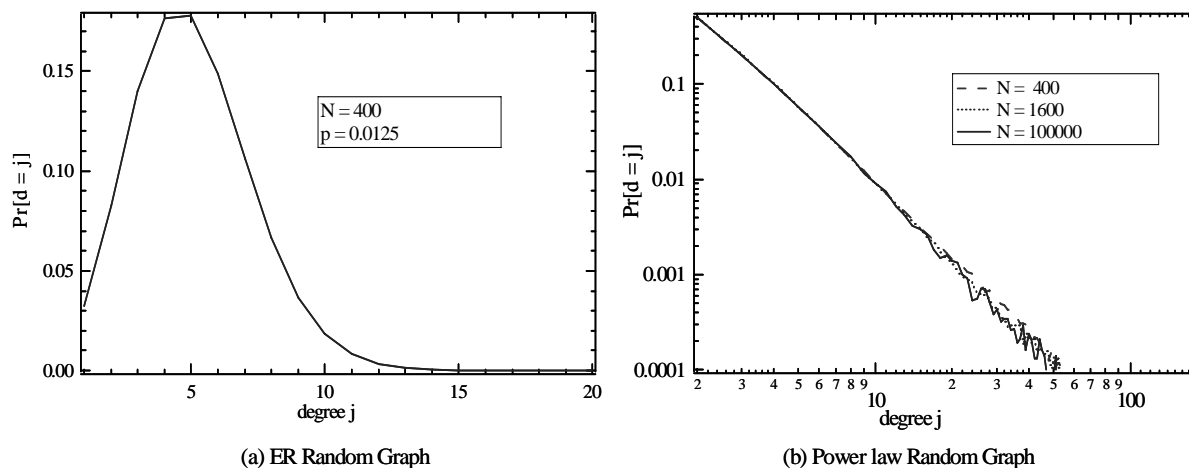 Pr[d = j]
0.15
0.10
0.05
0.00
N = 400
p = 0.0125
5
10
15
20
degree j
(a) ER Random Graph
Pr[d = j]
0.1
0.01
0.001
0.0001
N = 400
N = 1600
N = 100000
2 3 4 5 6 7 8 9 10 2 3 4 5 6 7 8 9 100
degree j
(b) Power law Random Graph